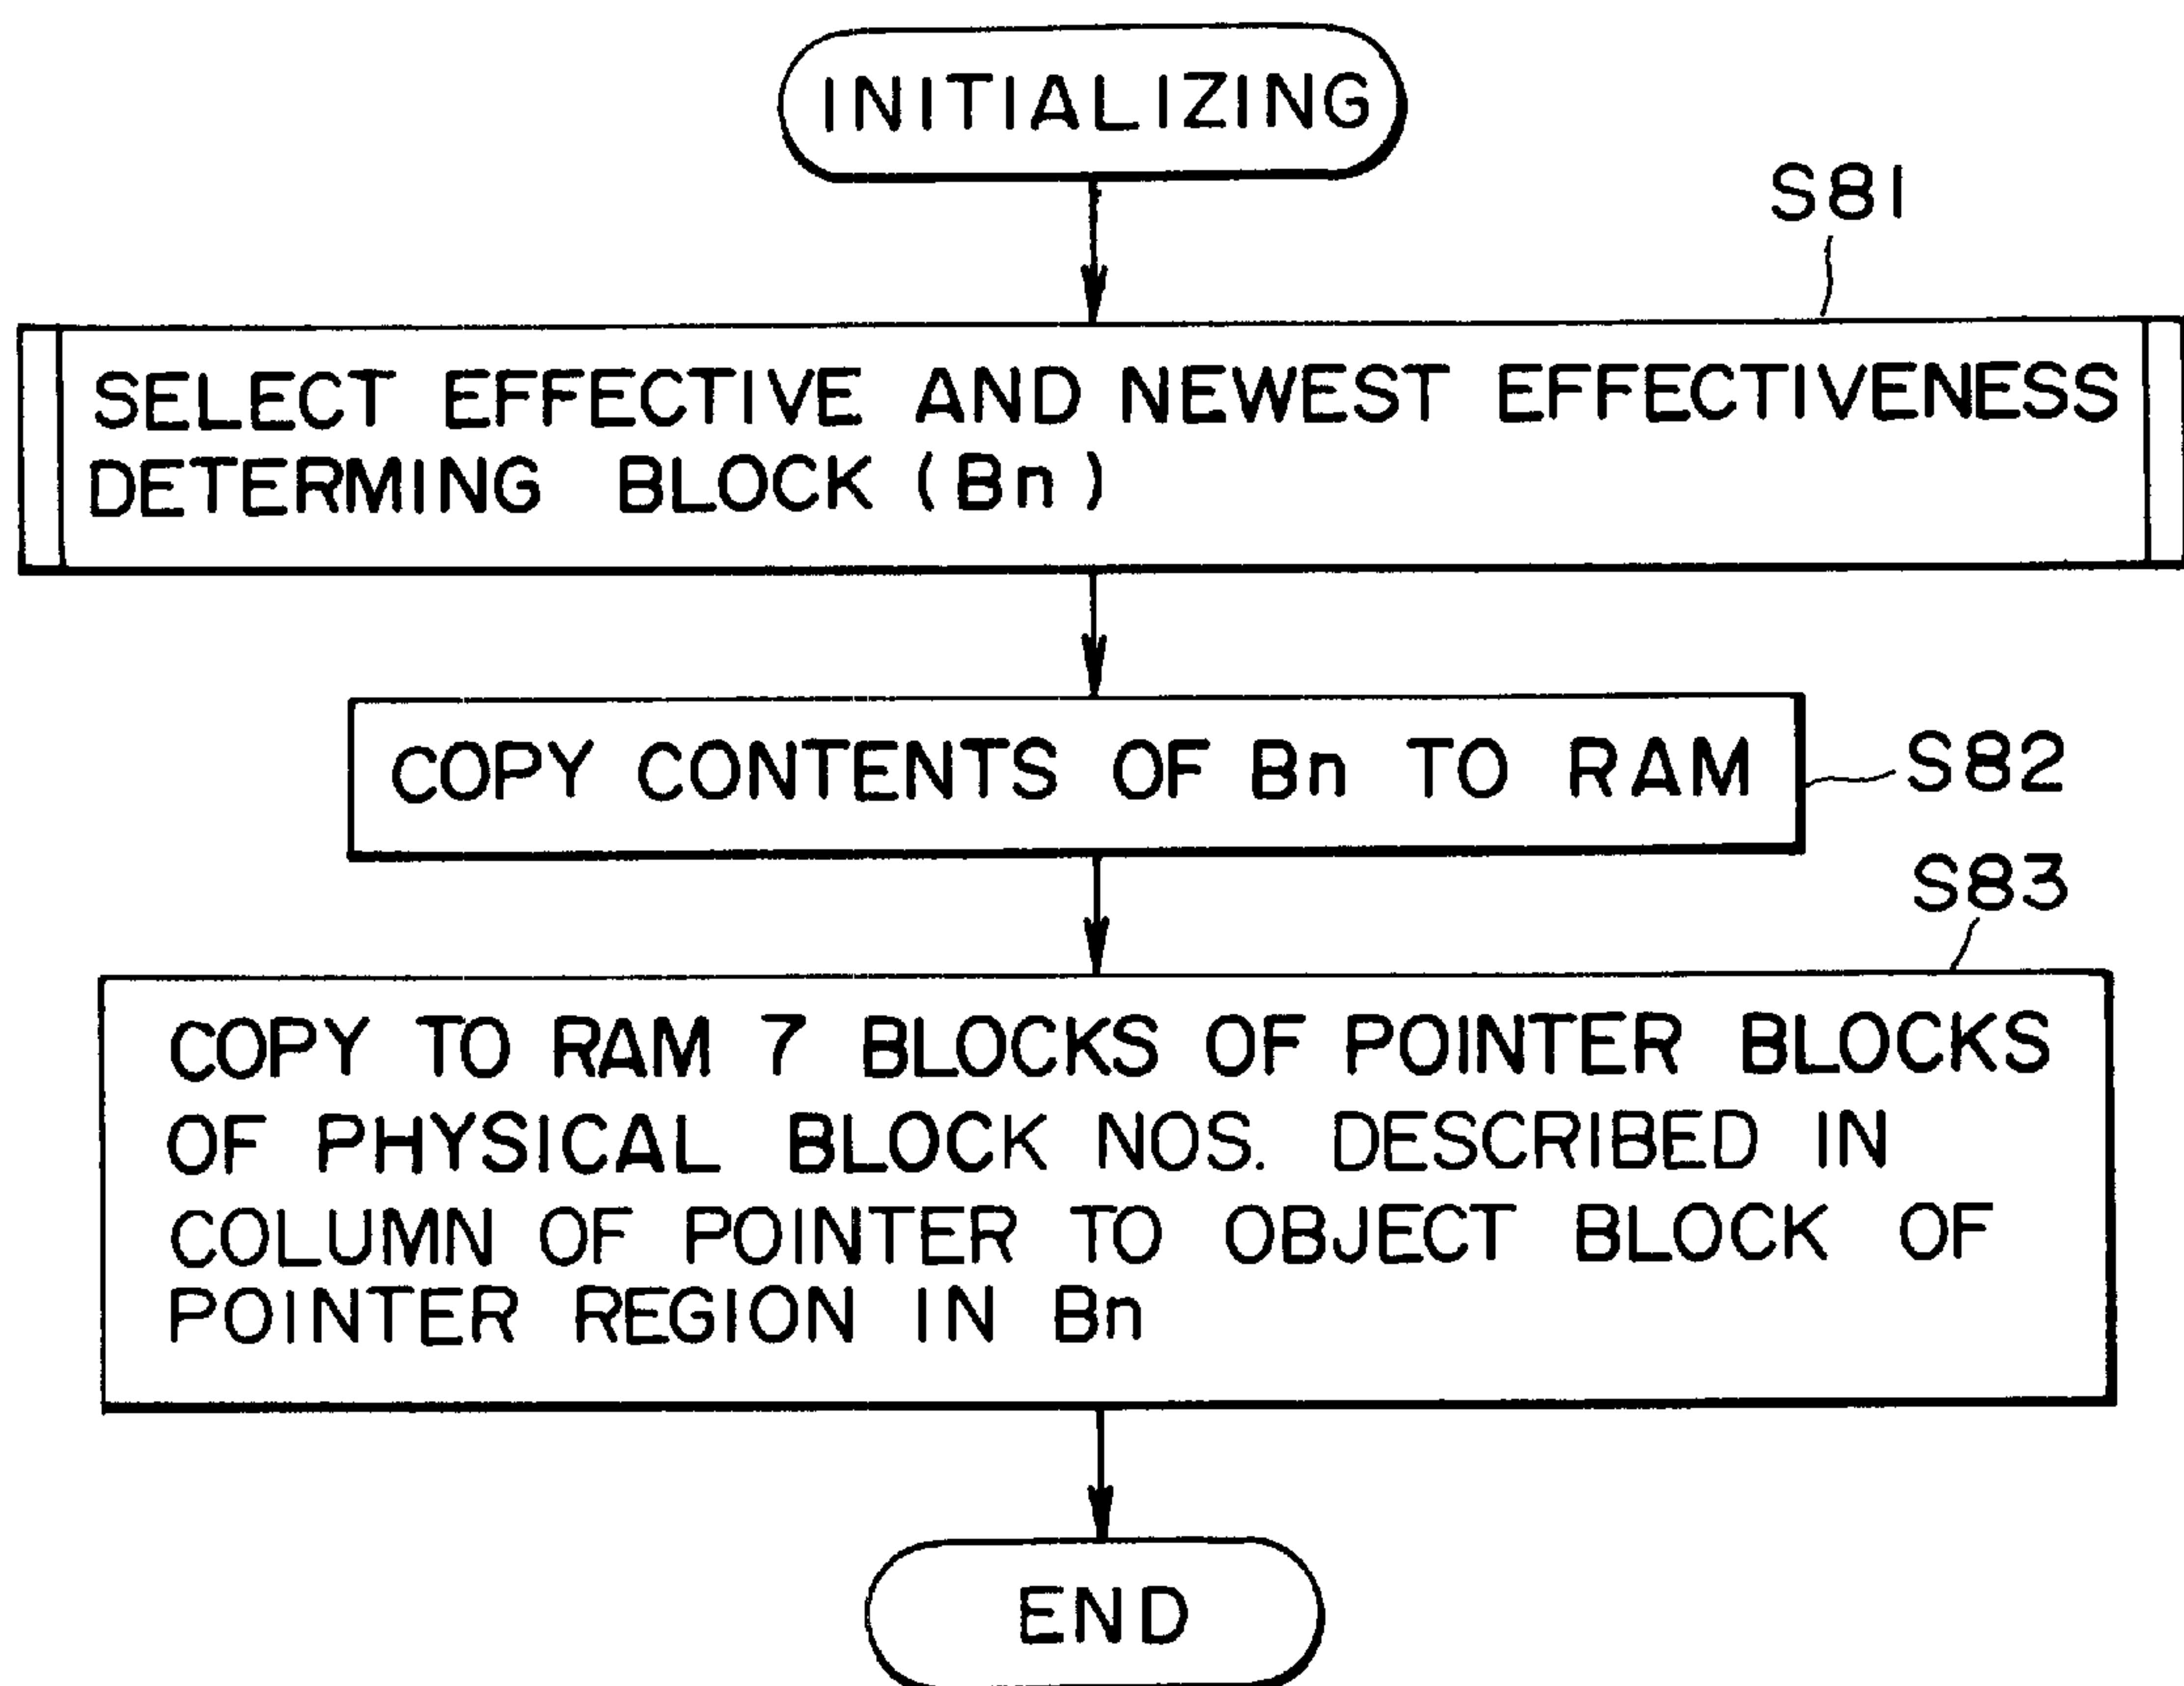 INITIALIZING
S81
SELECT EFFECTIVE AND NEWEST EFFECTIVENESS
DETERMING BLOCK (Bn)
COPY CONTENTS OF Bn TO RAM
S82
S83
COPY TO RAM 7 BLOCKS OF POINTER BLOCKS
OF PHYSICAL BLOCK NOS. DESCRIBED IN
COLUMN OF POINTER TO OBJECT BLOCK OF
POINTER REGION IN Bn
END